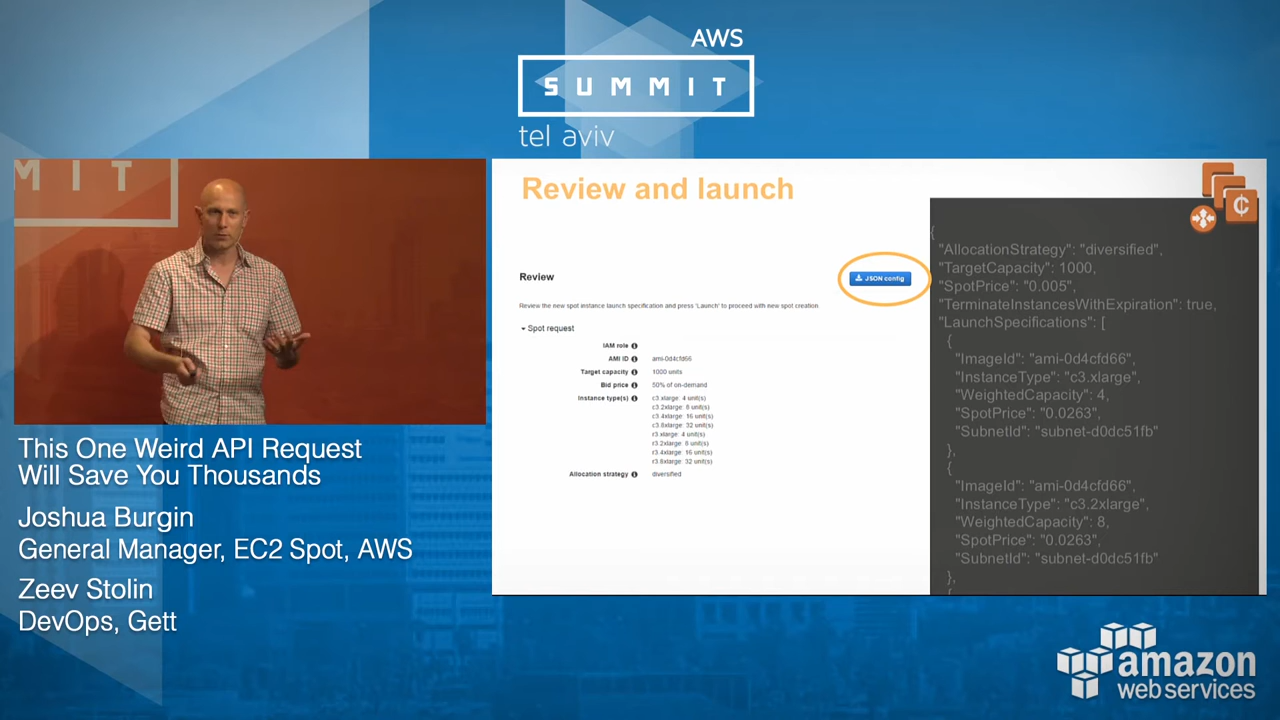 AWS
SUMMIT
tel aviv
MIT
Review and launch
Review
JSON config
Review the new spot instance launch specification and press 'Launch' to proceed with new spot creation.
Spot request
IAM role
AMI ID ami-0d4cfd66
Target capacity 1000 units
Bid price 50% of on-demand
Instance type(s) c3.xlarge: 4 unit(s)
c3.2xlarge: 8 unit(s)
c3.4xlarge: 16 unit(s)
c3.8xlarge: 32 unit(s)
r3.xlarge: 4 unit(s)
r3.2xlarge: 8 unit(s)
r3.4xlarge: 16 unit(s)
r3.8xlarge: 32 unit(s)
Allocation strategy diversified
{
"AllocationStrategy": "diversified",
"TargetCapacity": 1000,
"SpotPrice": "0.005",
"TerminateInstancesWithExpiration": true,
"LaunchSpecifications": [
{
"ImageId": "ami-0d4cfd66",
"InstanceType": "c3.xlarge",
"WeightedCapacity": 4,
"SpotPrice": "0.0263",
"SubnetId": "subnet-d0dc51fb"
},
{
"ImageId": "ami-0d4cfd66",
"InstanceType": "c3.2xlarge",
"WeightedCapacity": 8,
"SpotPrice": "0.0263",
"SubnetId": "subnet-d0dc51fb"
},
{
¢
This One Weird API Request
Will Save You Thousands
Joshua Burgin
General Manager, EC2 Spot, AWS
Zeev Stolin
DevOps, Gett
amazon
web services